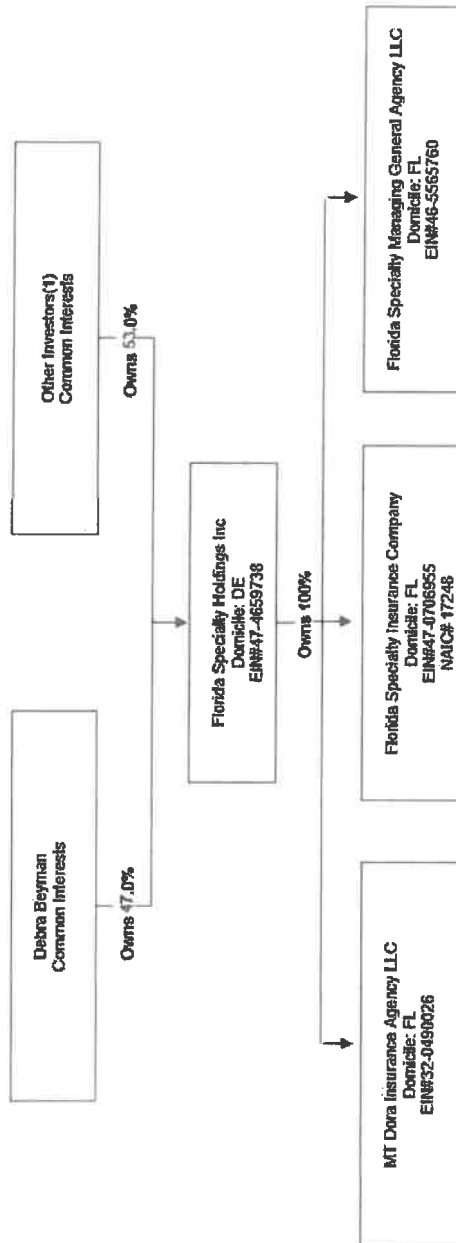 Debra Beyman
Common Interests
Other Investors(1)
Common Interests
Owns 47.0%
Owns 53.0%
Florida Specialty Holdings Inc
Domicile: DE
EIN#47-4659738
Owns 100%
MT Dora Insurance Agency LLC
Domicile: FL
EIN#32-0490026
Florida Specialty Insurance Company
Domicile: FL
EIN#47-0706955
NAIC# 17248
Florida Specialty Managing General Agency LLC
Domicile: FL
EIN#46-5565760